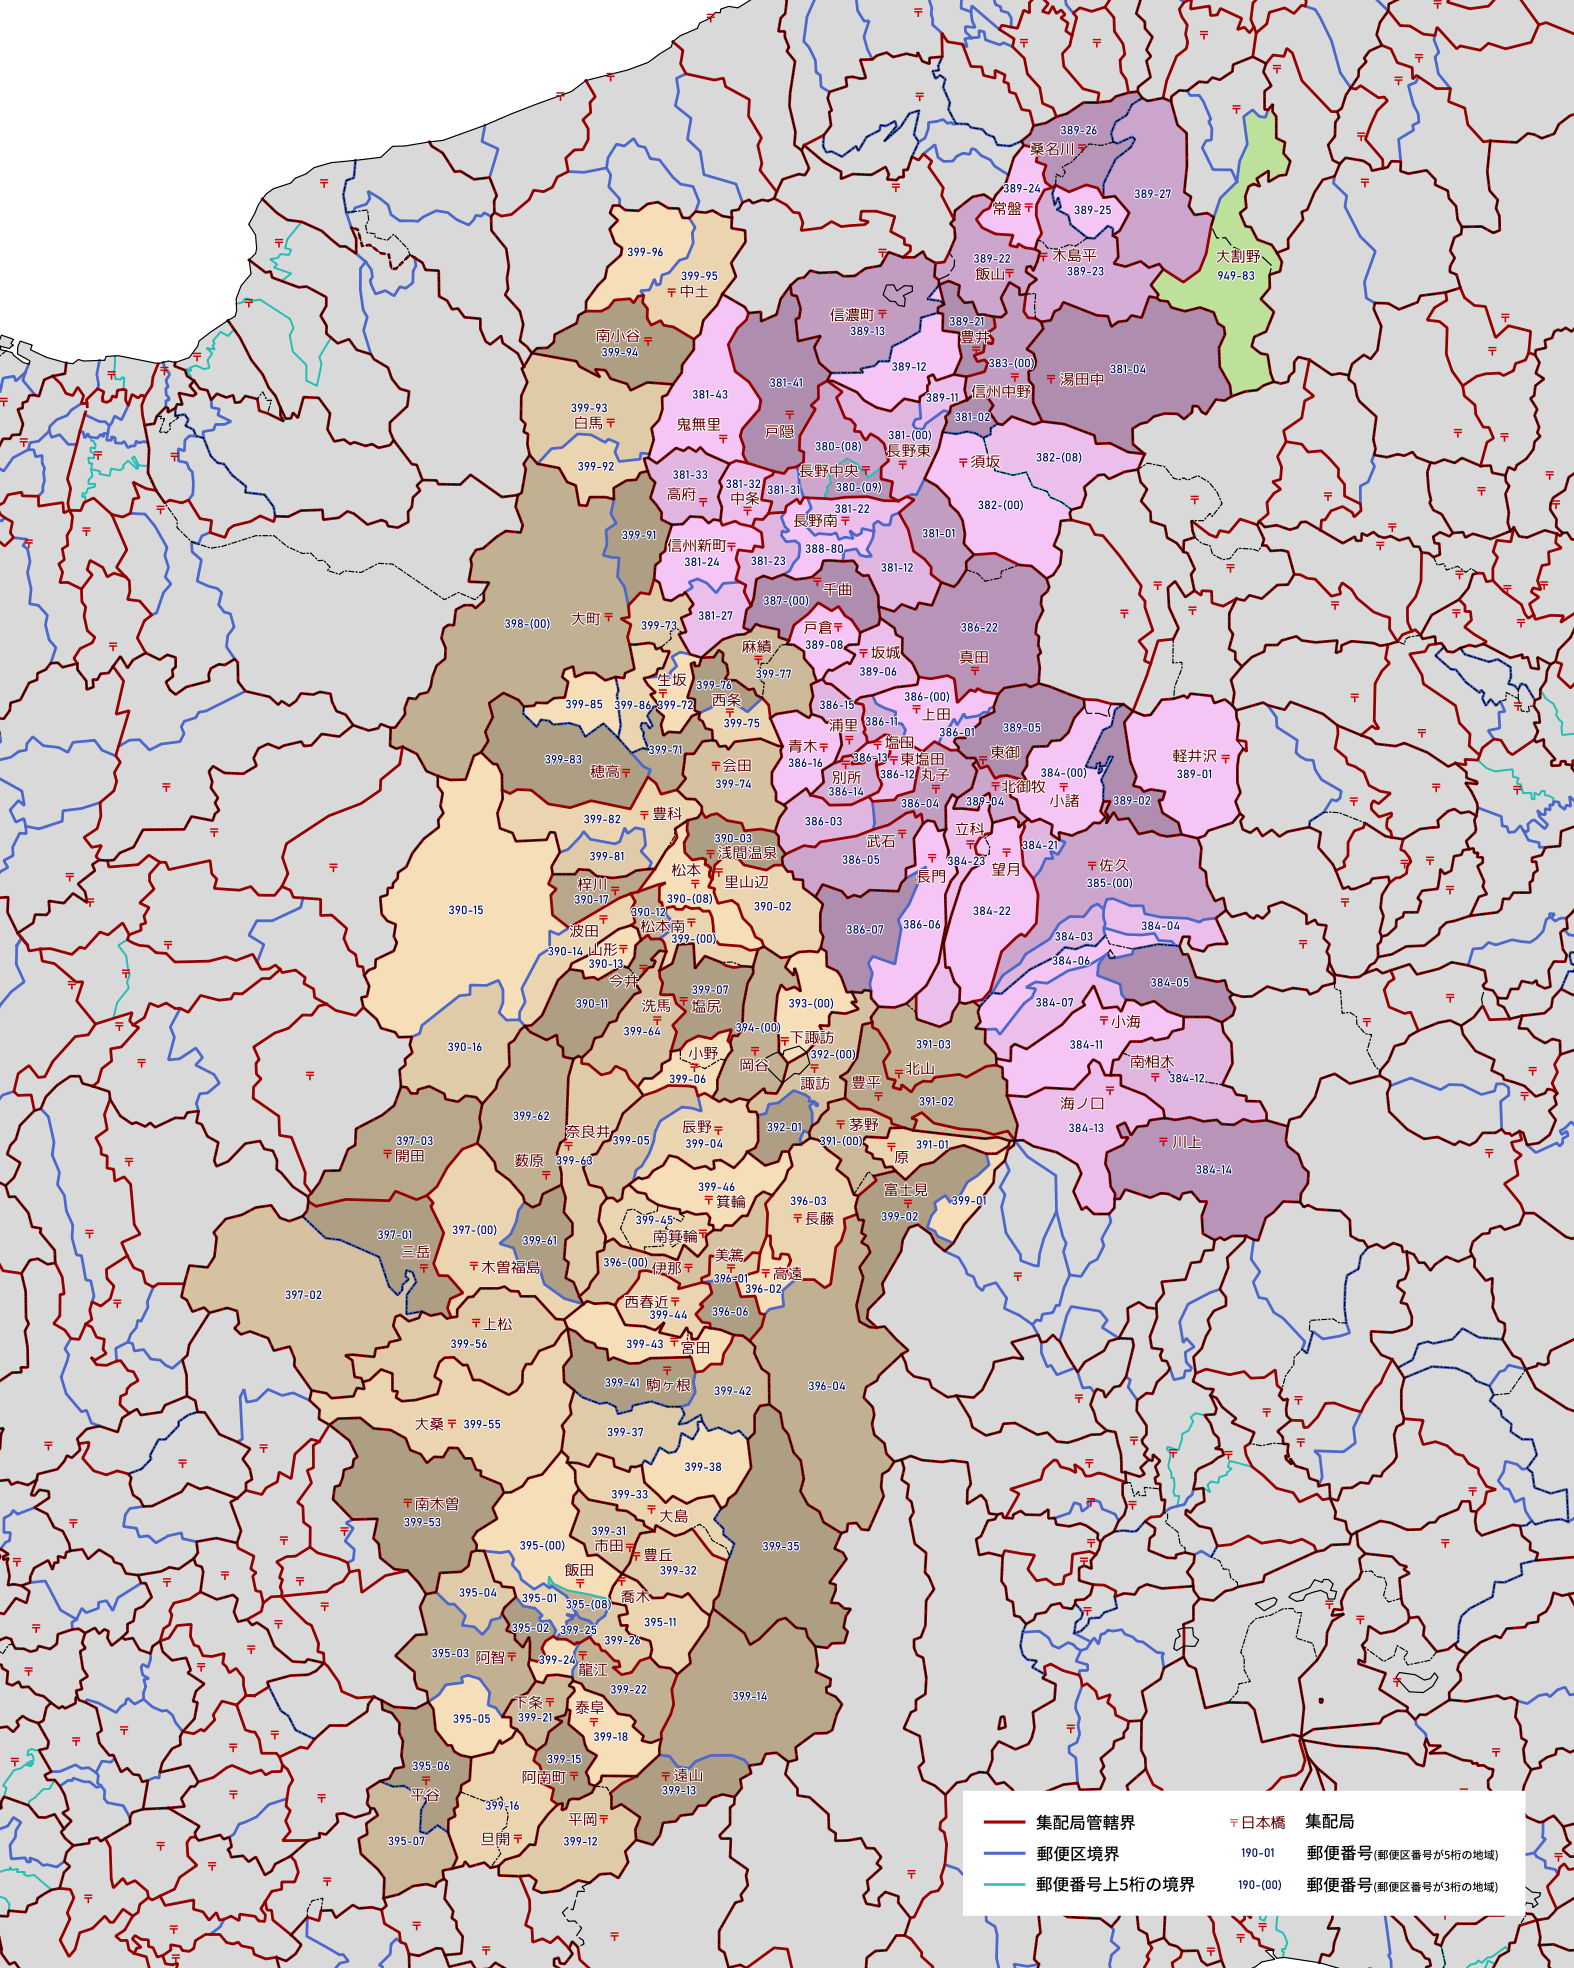 389-26
桑名川
389-24
389-27
常盤
389-25
399-96
木島平
389-22
飯山
389-23
大割野
949-83
399-95
中土
信濃町
389-13
389-21
豊井
南小谷
399-94
389-12
383-(00)
信州中野
湯田中
381-04
381-43
381-41
389-11
399-93
白馬
鬼無里
戸隠
381-02
381-(00)
長野東
380-(08)
399-92
須坂
382-(08)
長野中央
380-(09)
381-33
高府
381-32
中条
381-31
382-(00)
381-22
長野南
399-91
381-01
信州新町
381-24
388-80
381-23
381-12
千曲
387-(00)
398-(00)
大町
399-73
381-27
戸倉
389-08
386-22
真田
麻績
399-77
坂城
389-06
生坂
399-76
西条
399-85
399-86
399-72
399-75
386-15
浦里
386-(00)
上田
386-11
386-01
389-05
東御
399-71
青木
386-16
塩田
386-13
東塩田
386-12
丸子
399-83
穂高
会田
399-74
別所
386-14
北御牧
389-04
384-(00)
小諸
389-02
軽井沢
389-01
399-82
豊科
386-03
386-04
立科
武石
386-05
390-03
浅間温泉
399-81
384-23
384-21
望月
佐久
385-(00)
長門
松本
390-(08)
里山辺
390-02
梓川
390-17
390-15
390-12
松本南
399-(00)
384-22
386-06
386-07
384-03
384-04
波田
390-14
山形
390-13
今井
384-06
384-05
390-11
399-07
塩尻
洗馬
399-64
393-(00)
384-07
小海
390-16
394-(00)
下諏訪
392-(00)
岡谷
諏訪
391-03
北山
384-11
小野
399-06
豊平
南相木
384-12
391-02
海ノ口
384-13
399-62
奈良井
399-05
辰野
399-04
392-01
茅野
391-(00)
391-01
原
397-03
開田
薮原
399-63
川上
384-14
399-46
箕輪
396-03
長藤
富士見
399-02
399-01
397-01
三岳
397-(00)
木曽福島
399-61
399-45
南箕輪
396-(00)
伊那
美篶
396-01
高遠
396-02
397-02
西春近
399-44
396-06
上松
399-56
399-43
宮田
399-41
駒ヶ根
399-42
396-04
大桑
399-55
399-37
399-38
南木曽
399-53
399-33
大島
399-31
市田
395-(00)
豊丘
399-32
399-35
飯田
395-04
395-01
395-(08)
喬木
395-11
395-02
399-25
399-26
395-03
阿智
399-24
龍江
399-22
399-14
下条
399-21
泰阜
399-18
395-05
395-06
平谷
399-15
阿南町
遠山
399-13
399-16
旦開
平岡
399-12
395-07
集配局管轄界
日本橋
集配局
郵便区境界
190-01
郵便番号(郵便区番号が5桁の地域)
郵便番号上5桁の境界
190-(00)
郵便番号(郵便区番号が3桁の地域)